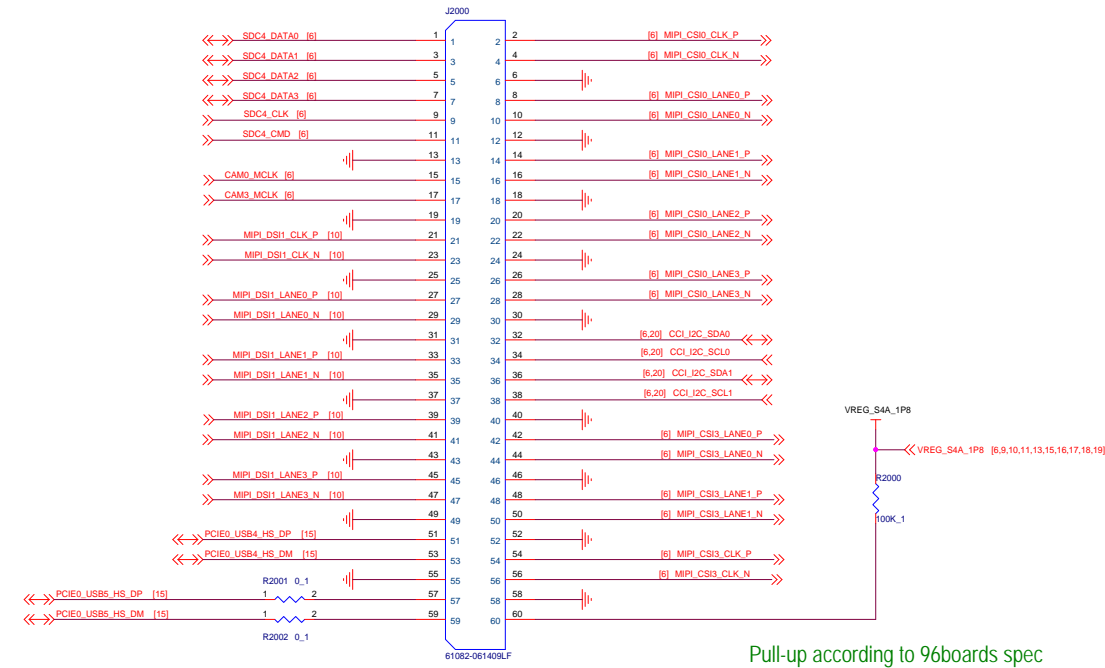 J2000
SDC4_DATA0 [6] 1 1 2 2 [6] MIPI_CSI0_CLK_P
SDC4_DATA1 [6] 3 3 4 4 [6] MIPI_CSI0_CLK_N
SDC4_DATA2 [6] 5 5 6 6
SDC4_DATA3 [6] 7 7 8 8 [6] MIPI_CSI0_LANE0_P
SDC4_CLK [6] 9 9 10 10 [6] MIPI_CSI0_LANE0_N
SDC4_CMD [6] 11 11 12 12
13 13 14 14 [6] MIPI_CSI0_LANE1_P
CAM0_MCLK [6] 15 15 16 16 [6] MIPI_CSI0_LANE1_N
CAM3_MCLK [6] 17 17 18 18
19 19 20 20 [6] MIPI_CSI0_LANE2_P
MIPI_DSI1_CLK_P [10] 21 21 22 22 [6] MIPI_CSI0_LANE2_N
MIPI_DSI1_CLK_N [10] 23 23 24 24
25 25 26 26 [6] MIPI_CSI0_LANE3_P
MIPI_DSI1_LANE0_P [10] 27 27 28 28 [6] MIPI_CSI0_LANE3_N
MIPI_DSI1_LANE0_N [10] 29 29 30 30
31 31 32 32 [6,20] CCI_I2C_SDA0
MIPI_DSI1_LANE1_P [10] 33 33 34 34 [6,20] CCI_I2C_SCL0
MIPI_DSI1_LANE1_N [10] 35 35 36 36 [6,20] CCI_I2C_SDA1
37 37 38 38 [6,20] CCI_I2C_SCL1
VREG_S4A_1P8
MIPI_DSI1_LANE2_P [10] 39 39 40 40
MIPI_DSI1_LANE2_N [10] 41 41 42 42 [6] MIPI_CSI3_LANE0_P
43 43 44 44 [6] MIPI_CSI3_LANE0_N VREG_S4A_1P8 [6,9,10,11,13,15,16,17,18,19]
MIPI_DSI1_LANE3_P [10] 45 45 46 46
R2000
MIPI_DSI1_LANE3_N [10] 47 47 48 48 [6] MIPI_CSI3_LANE1_P
49 49 50 50 [6] MIPI_CSI3_LANE1_N 100K_1
PCIE0_USB4_HS_DP [15] 51 51 52 52
PCIE0_USB4_HS_DM [15] 53 53 54 54 [6] MIPI_CSI3_CLK_P
55 55 56 56 [6] MIPI_CSI3_CLK_N
R2001 0_1
PCIE0_USB5_HS_DP [15] 1 2 57 57 58 58
PCIE0_USB5_HS_DM [15] 1 2 59 59 60 60
R2002 0_1
61082-061409LF
Pull-up according to 96boards spec